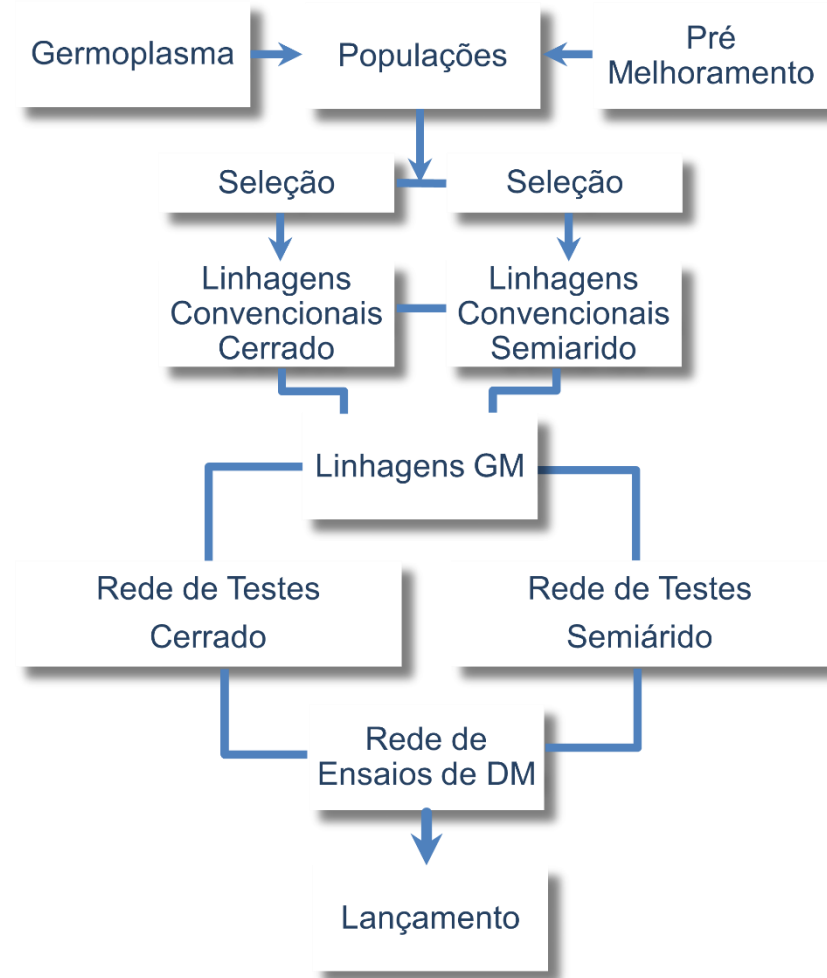 Germoplasma
Populações
Pré
Melhoramento
Seleção
Seleção
Linhagens
Convencionais
Cerrado
Linhagens
Convencionais
Semiarido
Linhagens GM
Rede de Testes
Cerrado
Rede de Testes
Semiárido
Rede de
Ensaios de DM
Lançamento